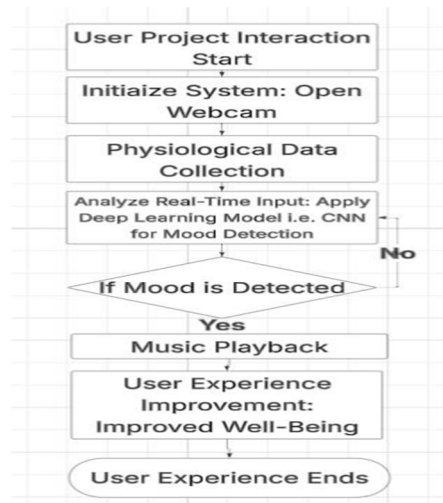 User Project Interaction
Start
Initiaize System: Open
Webcam
Physiological Data
Collection
Analyze Real-Time Input: Apply
Deep Learning Model i.e. CNN
for Mood Detection
No
If Mood is Detected
Yes
Music Playback
User Experience
Improvement:
Improved Well-Being
User Experience Ends